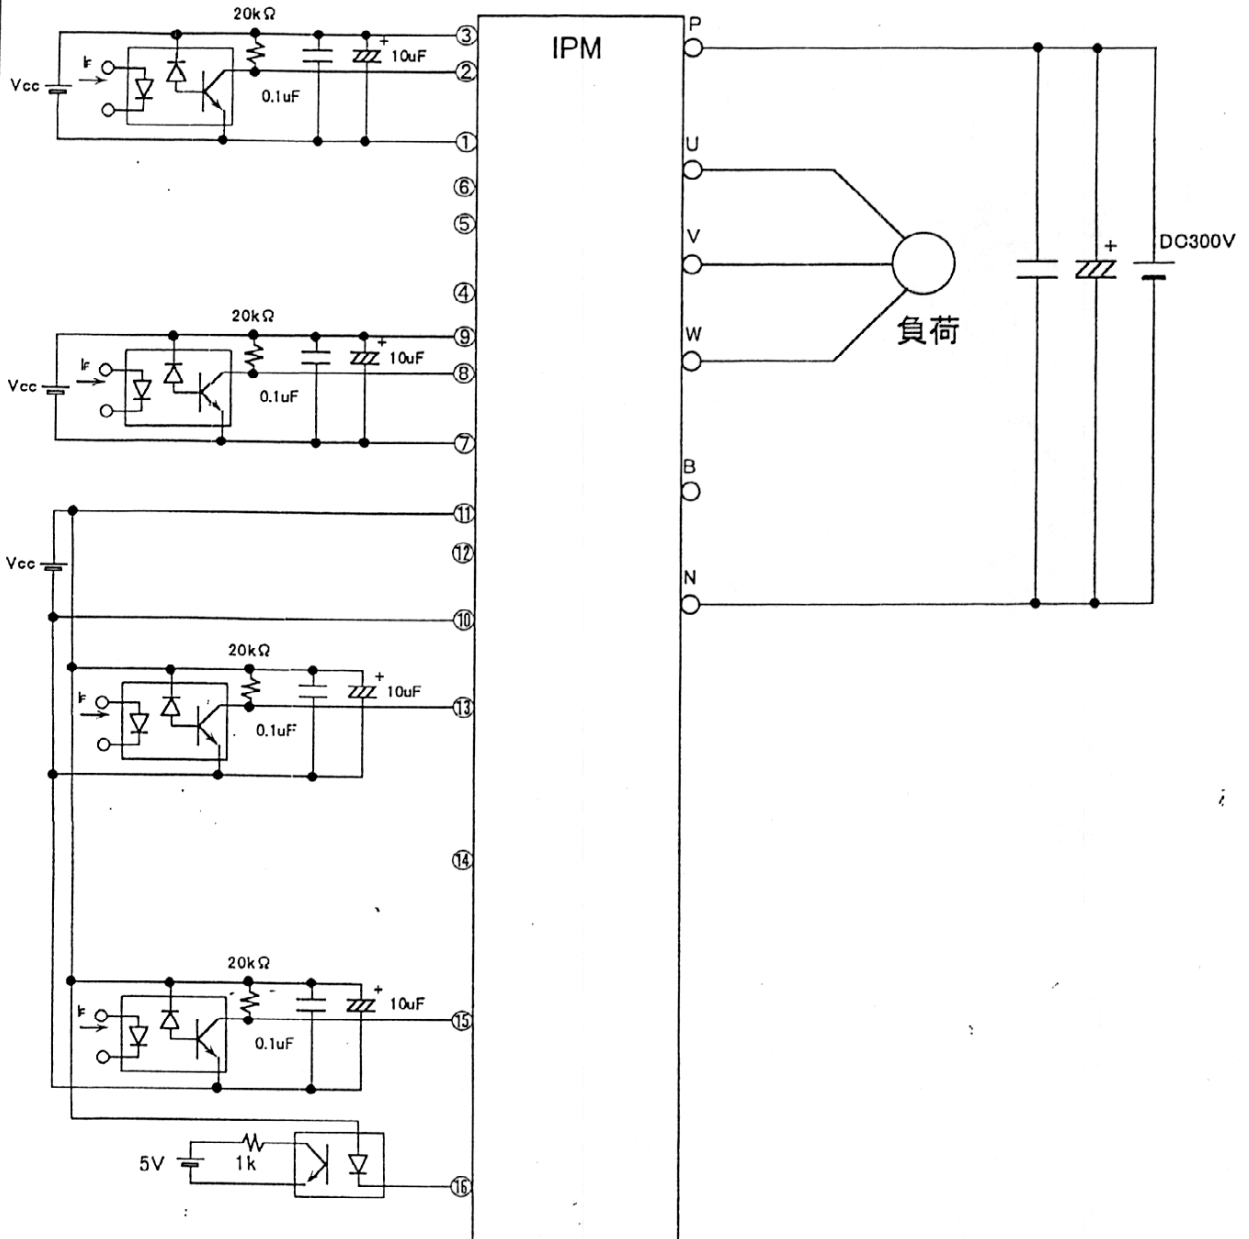 20kΩ
③
IPM
P
+
10uF
IF
Vcc
②
0.1uF
①
U
⑥
⑤
V
+
DC300V
④
20kΩ
負荷
⑨
W
+
10uF
IF
Vcc
⑧
0.1uF
⑦
B
⑪
⑫
Vcc
N
⑩
20kΩ
+
10uF
IF
⑬
0.1uF
⑭
20kΩ
+
10uF
IF
⑮
0.1uF
5V
1k
⑯